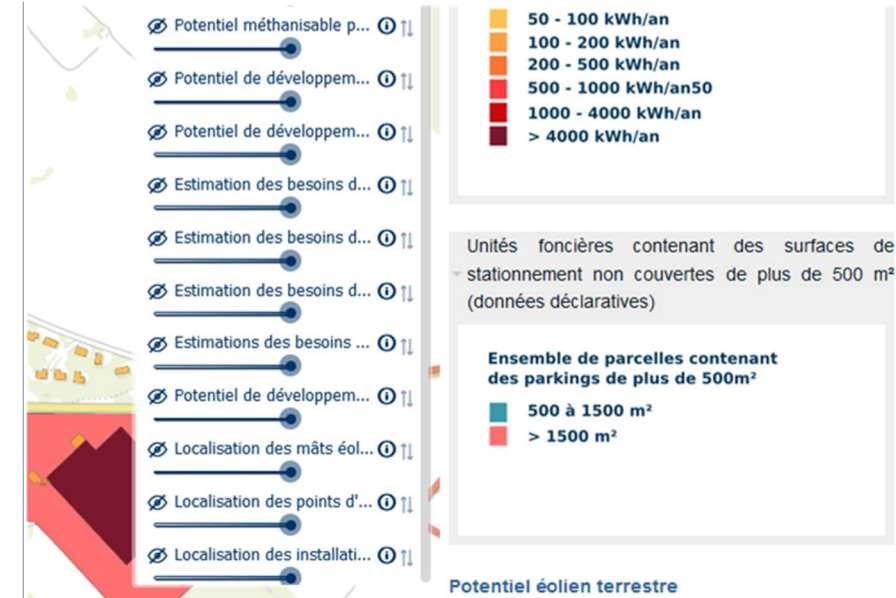 Potentiel méthanisable p...
Potentiel de développem...
Potentiel de développem...
Estimation des besoins d...
Estimation des besoins d...
Estimation des besoins d...
Estimations des besoins ...
Potentiel de développem...
Localisation des mâts éol...
Localisation des points d'...
Localisation des installati...
50 - 100 kWh/an
100 - 200 kWh/an
200 - 500 kWh/an
500 - 1000 kWh/an50
1000 - 4000 kWh/an
> 4000 kWh/an
Unités foncières contenant des surfaces de
stationnement non couvertes de plus de 500 m²
(données déclaratives)
Ensemble de parcelles contenant
des parkings de plus de 500m²
500 à 1500 m²
> 1500 m²
Potentiel éolien terrestre